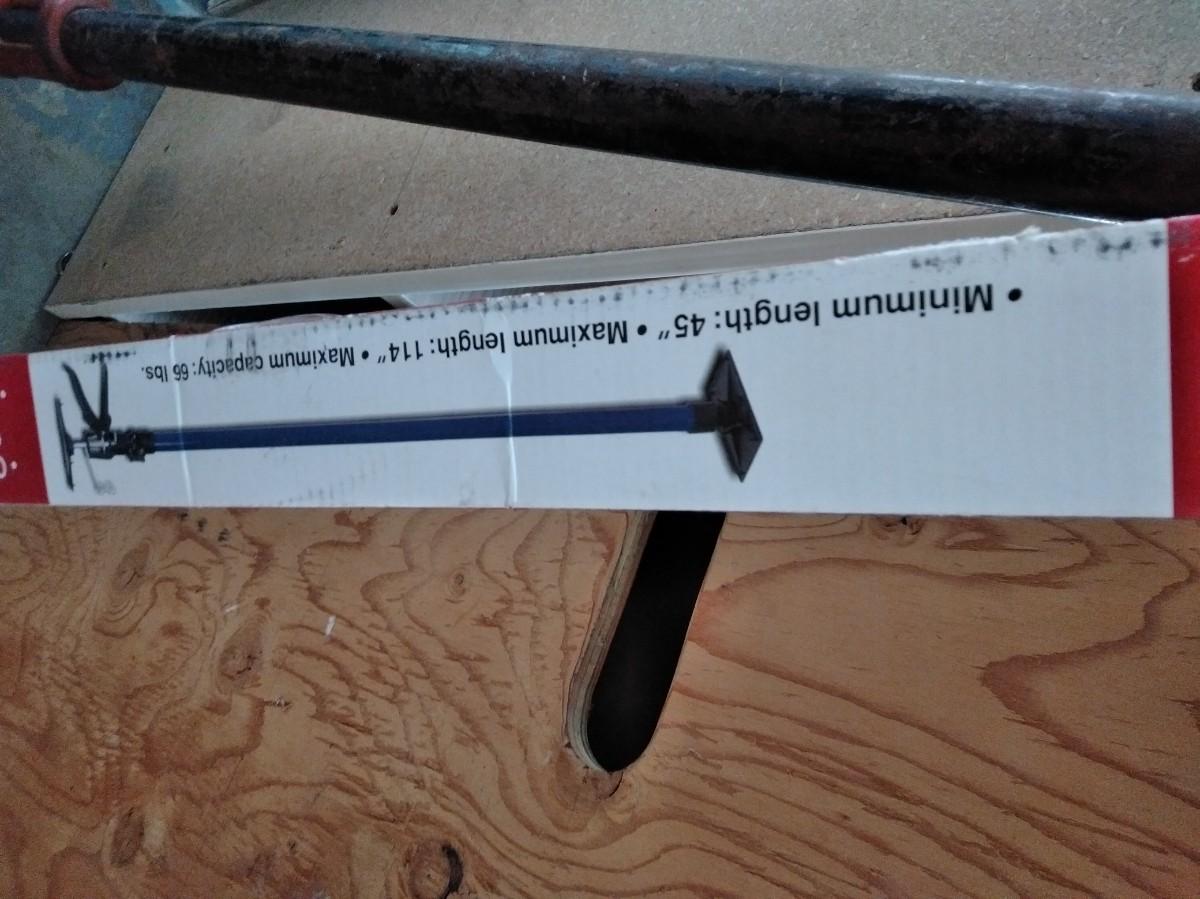 • Minimum length: 45" • Maximum length: 114" • Maximum capacity: 66 lbs.